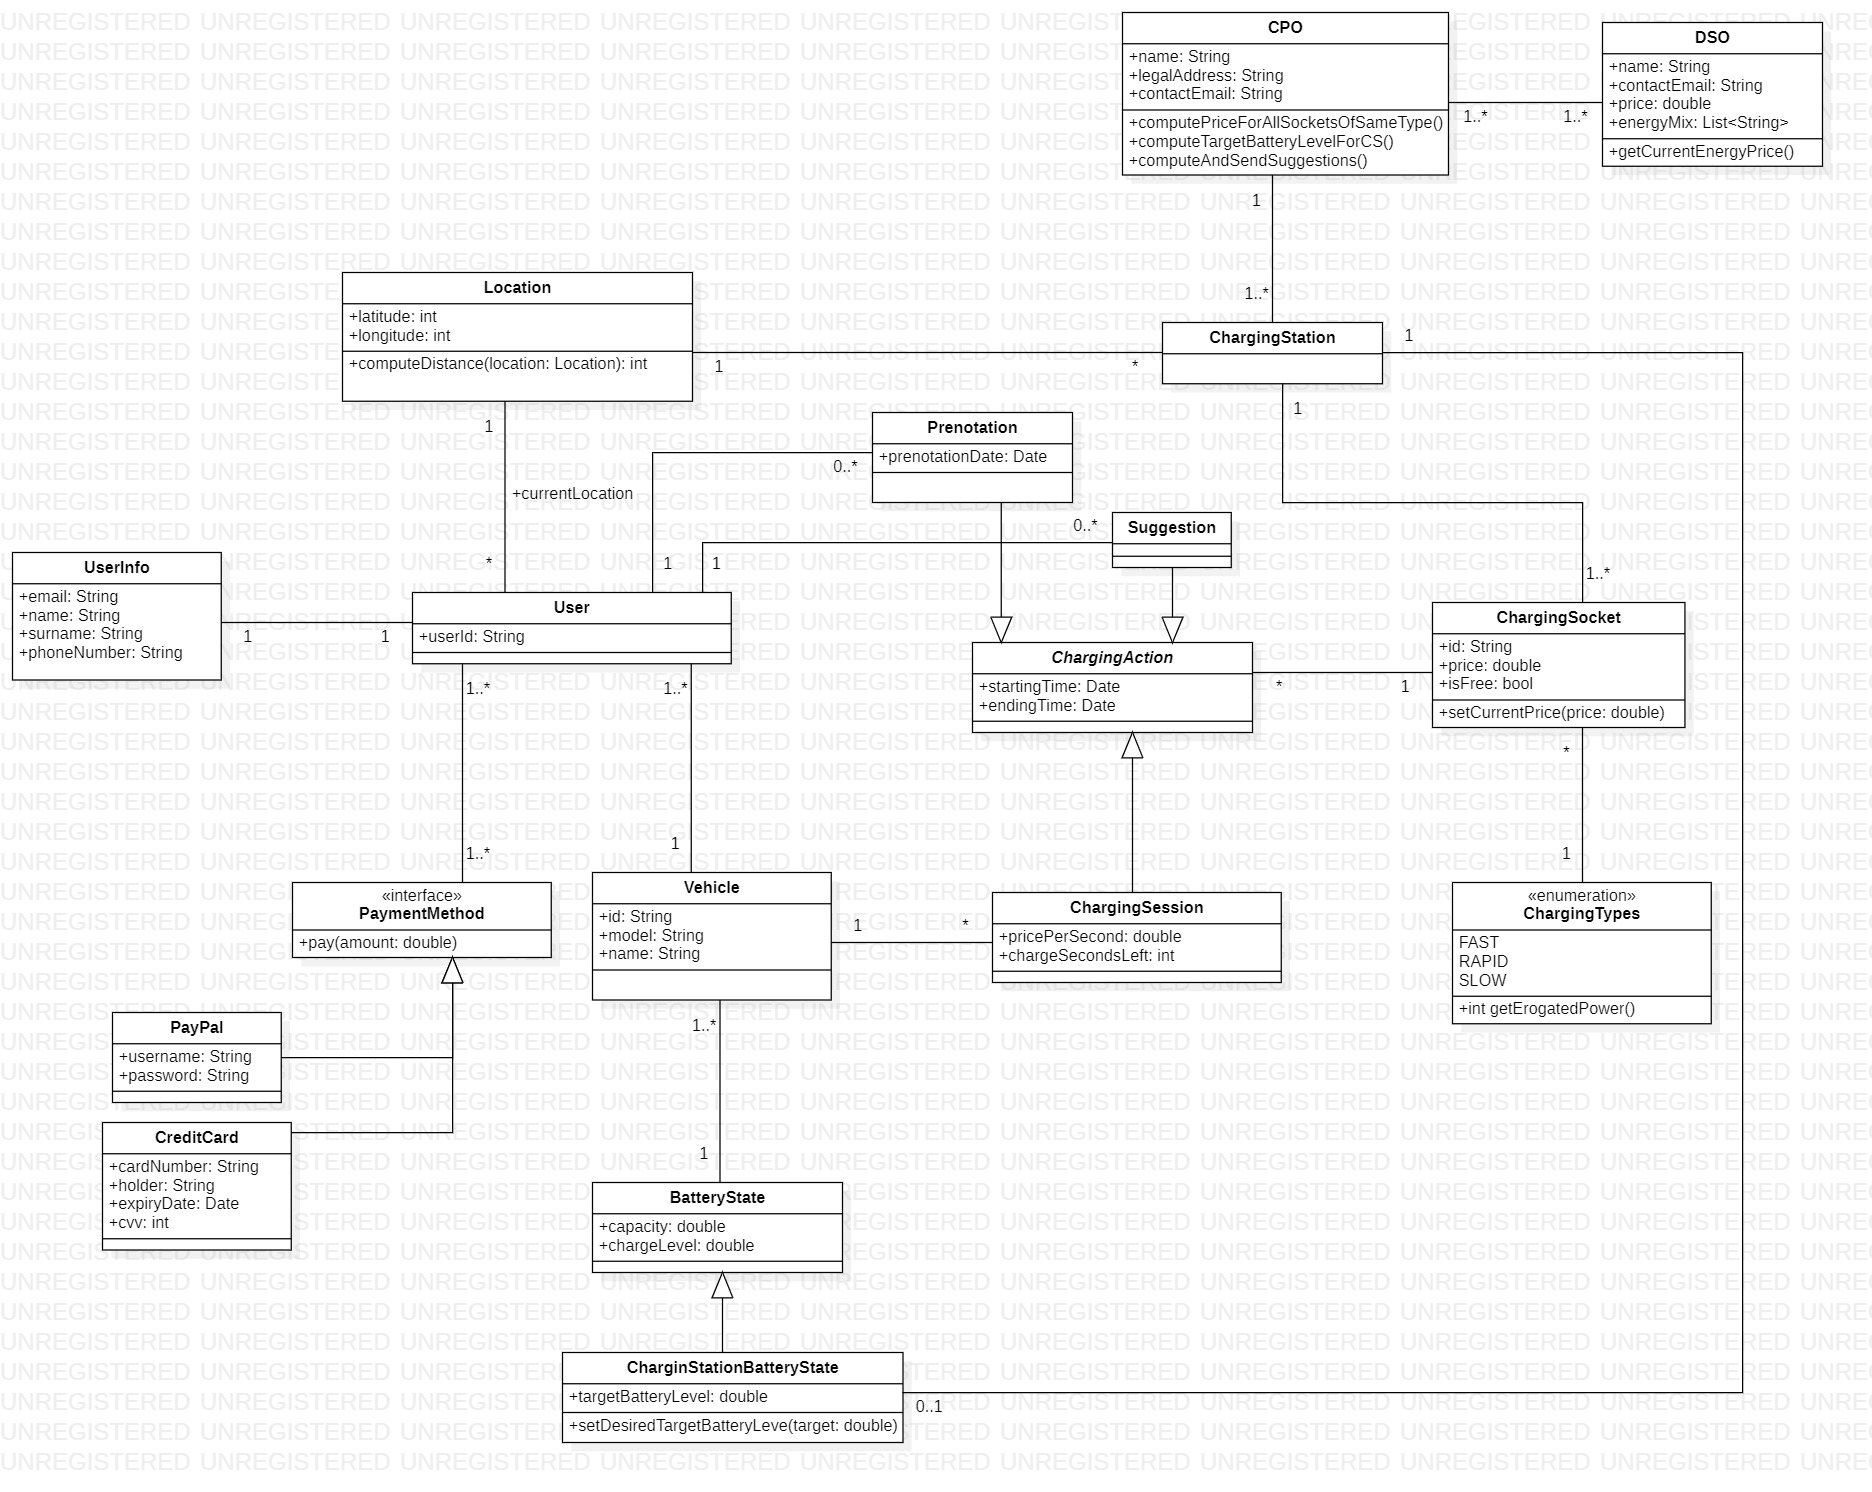 CPO
+name: String
+legalAddress: String
+contactEmail: String
+computePriceForAllSocketsOfSameType()
+computeTargetBatteryLevelForCS()
+computeAndSendSuggestions()
DSO
+name: String
+contactEmail: String
+price: double
+energyMix: List<String>
+getCurrentEnergyPrice()
1..*
1..*
1
1..*
Location
+latitude: int
+longitude: int
+computeDistance(location: Location): int
1
*
ChargingStation
1
1
1
+currentLocation
*
Prenotation
+prenotationDate: Date
0..*
1
Suggestion
0..*
1
1..*
UserInfo
+email: String
+name: String
+surname: String
+phoneNumber: String
1
1
User
+userId: String
ChargingAction
+startingTime: Date
+endingTime: Date
*
1
ChargingSocket
+id: String
+price: double
+isFree: bool
+setCurrentPrice(price: double)
1..*
1..*
1..*
1
*
1
«interface»
PaymentMethod
+pay(amount: double)
Vehicle
+id: String
+model: String
+name: String
1
*
ChargingSession
+pricePerSecond: double
+chargeSecondsLeft: int
«enumeration»
ChargingTypes
FAST
RAPID
SLOW
+int getErogatedPower()
PayPal
+username: String
+password: String
CreditCard
+cardNumber: String
+holder: String
+expiryDate: Date
+cvv: int
1..*
1
BatteryState
+capacity: double
+chargeLevel: double
CharginStationBatteryState
+targetBatteryLevel: double
+setDesiredTargetBatteryLeve(target: double)
0..1
UNREGISTERED